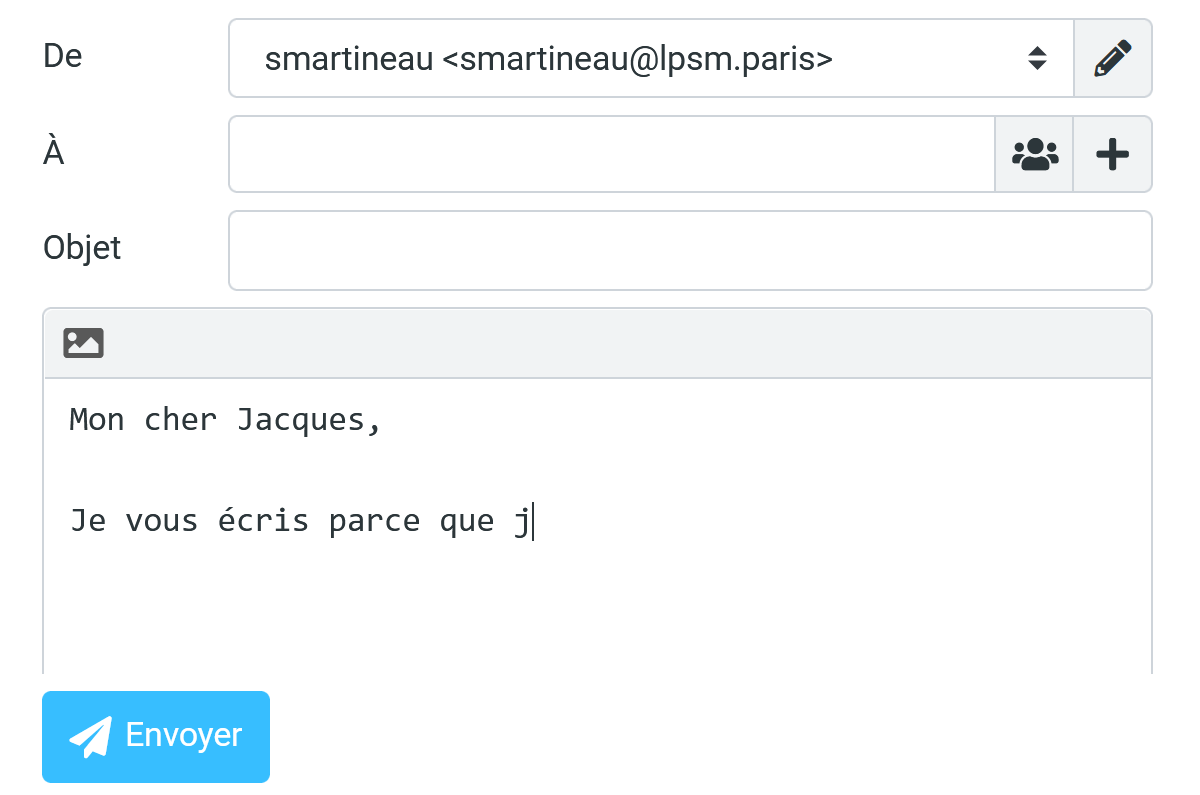 De
smartineau <smartineau@lpsm.paris>
À
Objet
Mon cher Jacques,
Je vous écris parce que j
Envoyer